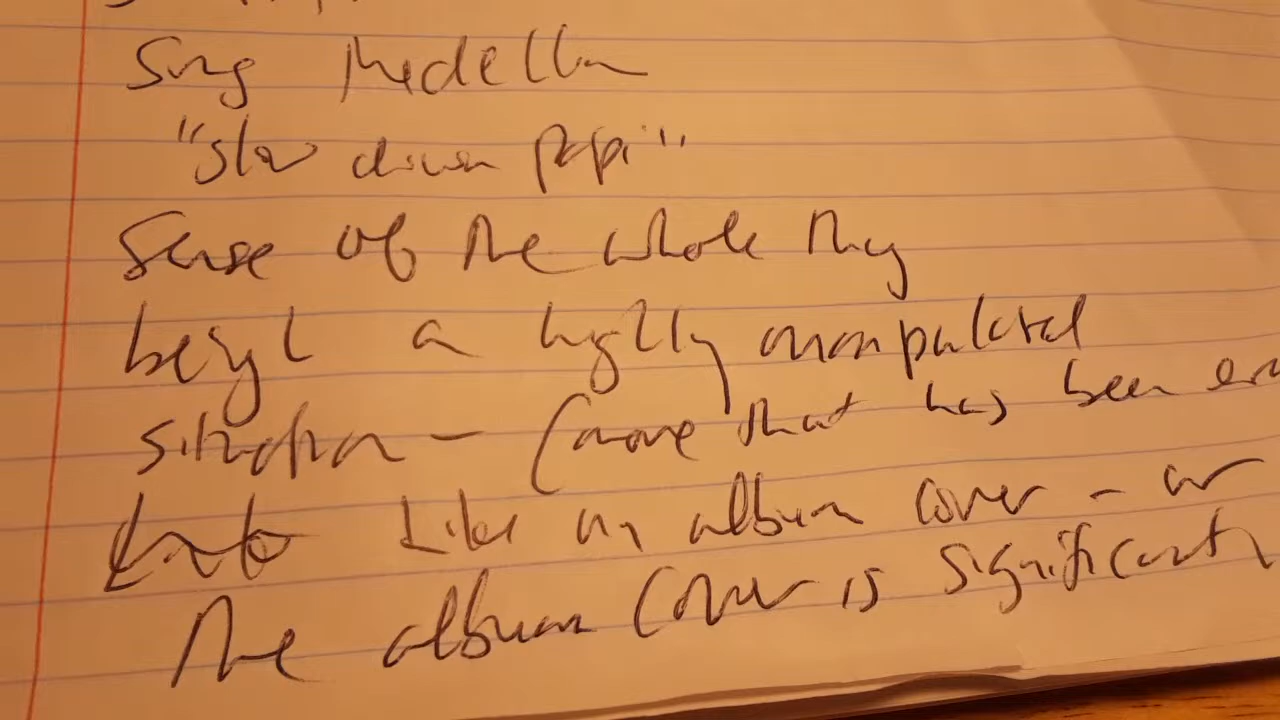 Sung Medellin
"slow down papi"
Sense of the whole thing
being a highly manipulated
situation - (more that has been
Like an album cover - or
The album cover is significant